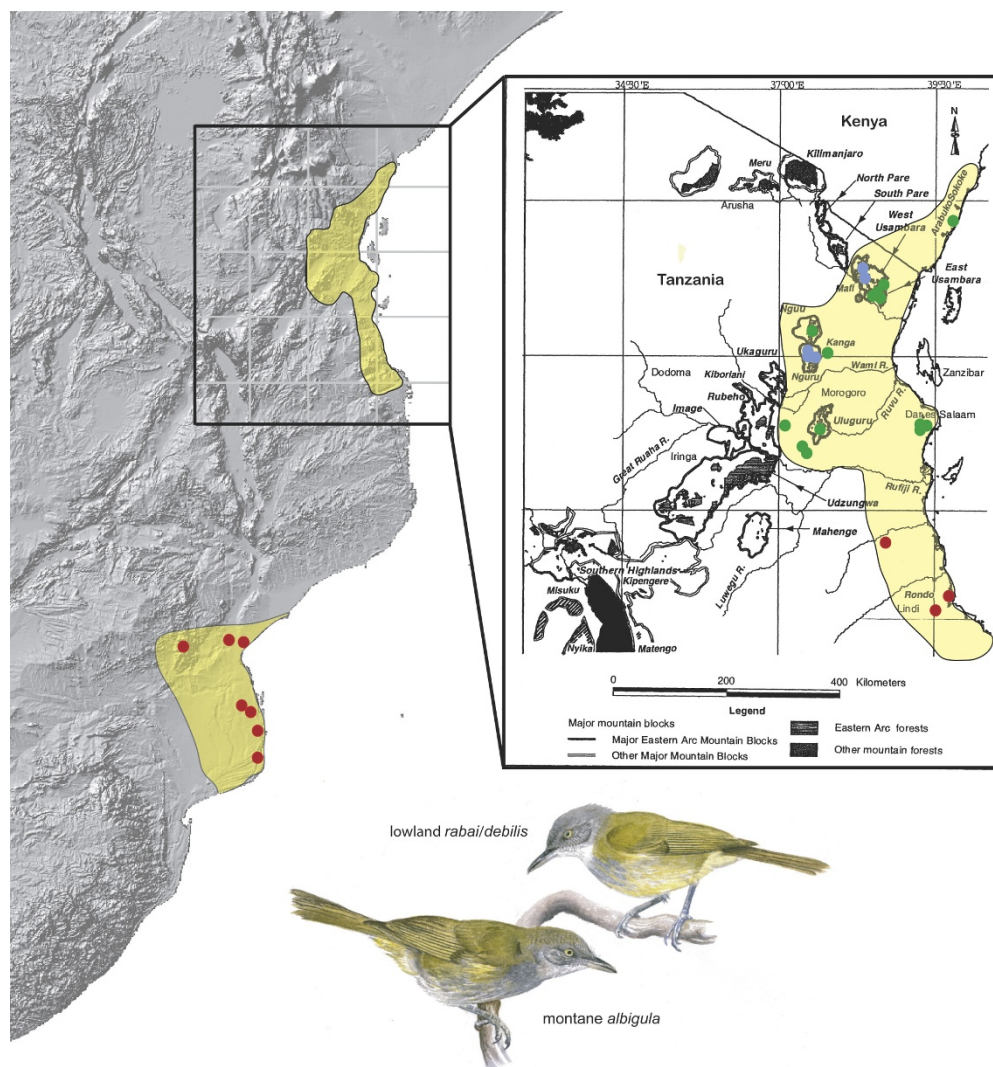 34°30'E
37°00'E
39°30'E
Kenya
N
Kilimanjaro
Meru
North Pare
South Pare
Arusha
West
Usambara
ArabukoSokoke
East
Usambara
Tanzania
Mafi
Nguu
Kanga
Ukaguru
Zanzibar
Wami R.
Dodoma
Kiboriani
Nguru
Rubeho
Morogoro
Ruvu R.
Image
Uluguru
Dar es Salaam
Great Ruaha R.
Iringa
Rufiji R.
Udzungwa
Mahenge
Southern Highlands
Kipengere
Luwegu R.
Rondo
Lindi
Misuku
Nyika
Matengo
0 200 400 Kilometers
Legend
Major mountain blocks
Major Eastern Arc Mountain Blocks
Other Major Mountain Blocks
Eastern Arc forests
Other mountain forests
lowland rabai/debilis
montane albigula